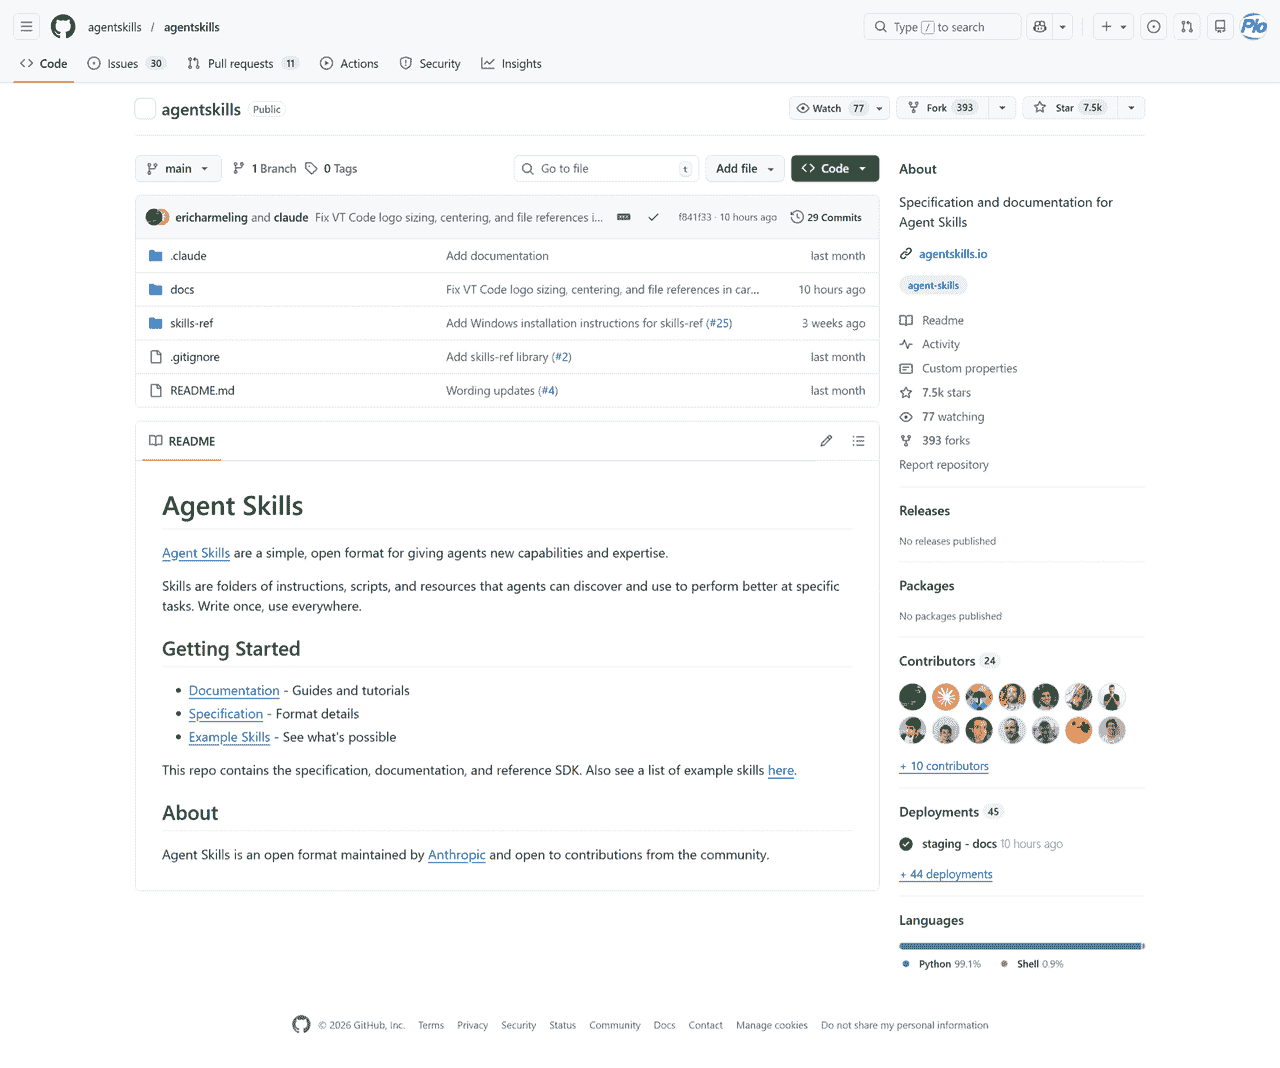 agentskills / agentskills
Type / to search
Plo
Code
Issues 30
Pull requests 11
Actions
Security
Insights
agentskills Public
Watch 77
Fork 393
Star 7.5k
main
1 Branch
0 Tags
Go to file t
Add file
Code
ericharmeling and claude Fix VT Code logo sizing, centering, and file references i... f841f33 · 10 hours ago 29 Commits
.claude Add documentation last month
docs Fix VT Code logo sizing, centering, and file references in car... 10 hours ago
skills-ref Add Windows installation instructions for skills-ref (#25) 3 weeks ago
.gitignore Add skills-ref library (#2) last month
README.md Wording updates (#4) last month
README
Agent Skills
Agent Skills are a simple, open format for giving agents new capabilities and expertise.
Skills are folders of instructions, scripts, and resources that agents can discover and use to perform better at specific
tasks. Write once, use everywhere.
Getting Started
Documentation - Guides and tutorials
Specification - Format details
Example Skills - See what's possible
This repo contains the specification, documentation, and reference SDK. Also see a list of example skills here.
About
Agent Skills is an open format maintained by Anthropic and open to contributions from the community.
About
Specification and documentation for
Agent Skills
agentskills.io
agent-skills
Readme
Activity
Custom properties
7.5k stars
77 watching
393 forks
Report repository
Releases
No releases published
Packages
No packages published
Contributors 24
+ 10 contributors
Deployments 45
staging - docs 10 hours ago
+ 44 deployments
Languages
Python 99.1% Shell 0.9%
© 2026 GitHub, Inc. Terms Privacy Security Status Community Docs Contact Manage cookies Do not share my personal information